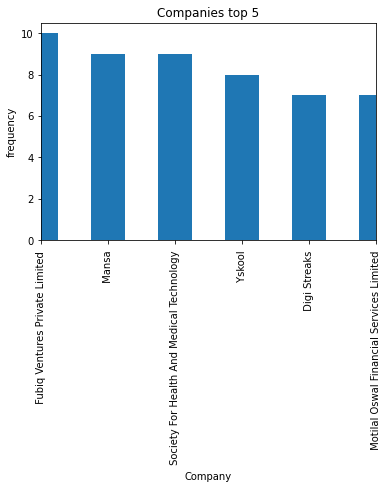 Companies top 5
frequency
10
8
6
4
2
0
Fubiq Ventures Private Limited
Mansa
Society For Health And Medical Technology
Yskool
Digi Streaks
Motilal Oswal Financial Services Limited
Company